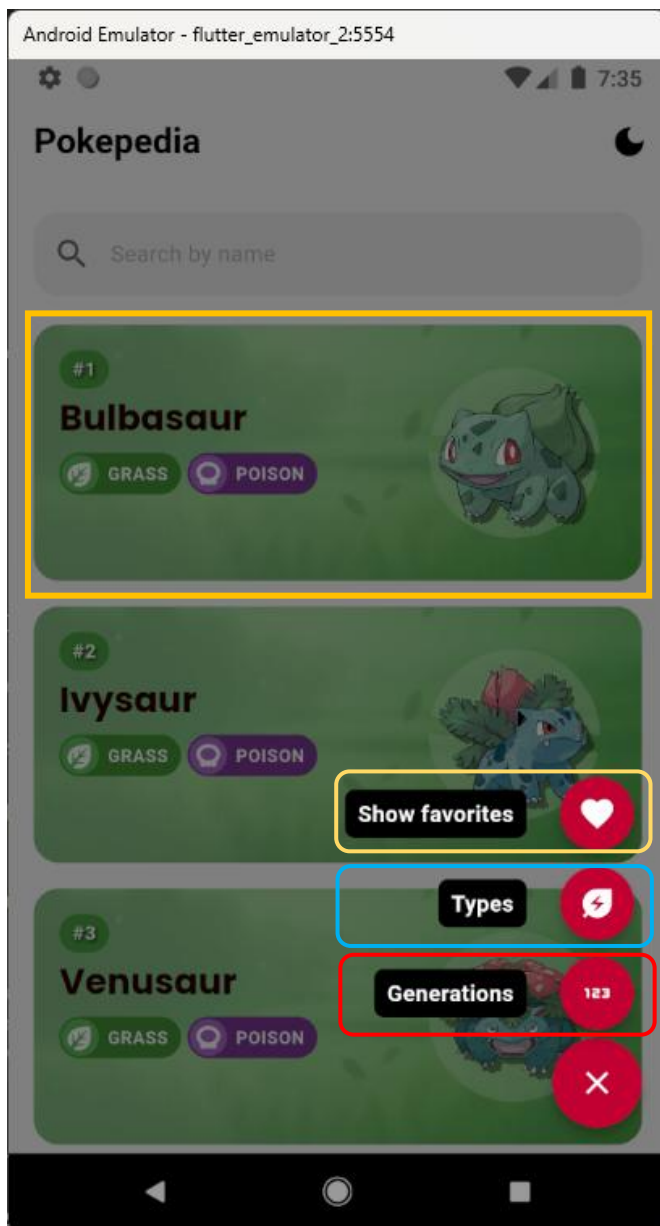 Android Emulator - flutter_emulator_2:5554
7:35
Pokepedia
Search by name
#1
Bulbasaur
GRASS POISON
#2
Ivysaur
GRASS POISON
Show favorites
Types
#3
Venusaur
Generations 123
GRASS POISON